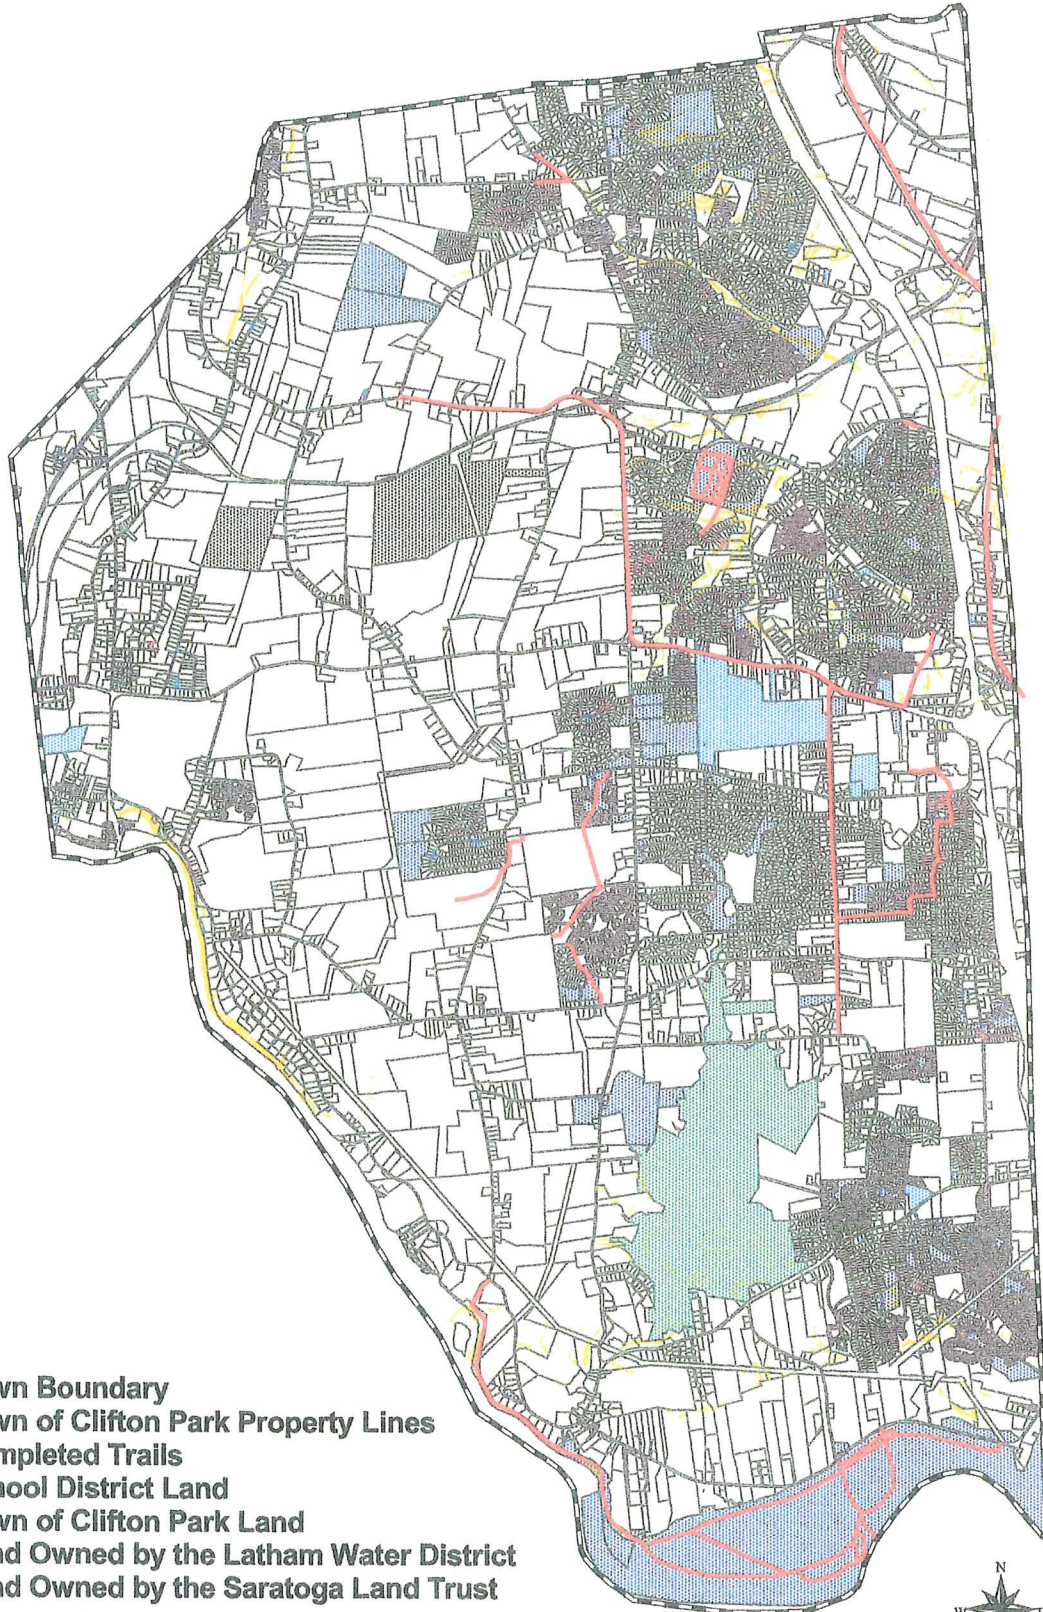 wn Boundary
wn of Clifton Park Property Lines
mpleted Trails
hool District Land
wn of Clifton Park Land
nd Owned by the Latham Water District
nd Owned by the Saratoga Land Trust
N
W